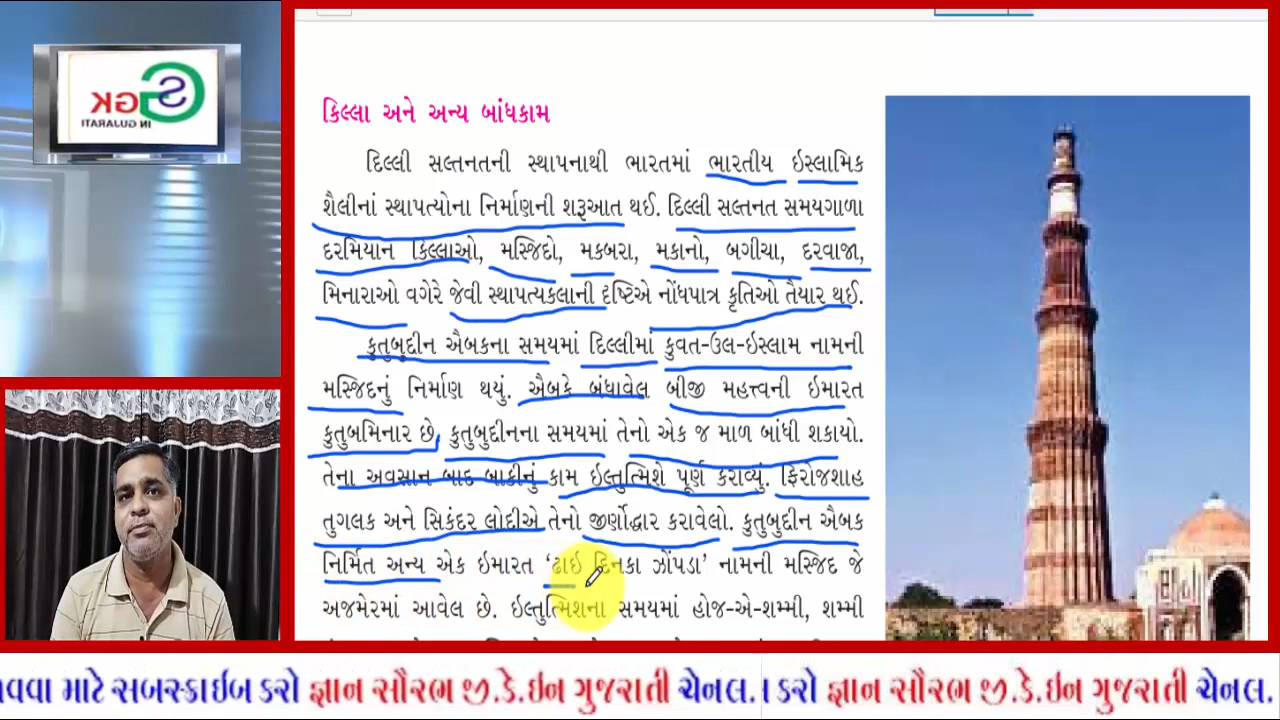 GSGK
IN GUJARATI
કિલ્લા અને અન્ય બાંધકામ
દિલ્લી સલ્તનતની સ્થાપનાથી ભારતમાં ભારતીય ઇસ્લામિક
શૈલીનાં સ્થાપત્યોના નિર્માણની શરૂઆત થઈ. દિલ્લી સલ્તનત સમયગાળા
દરમિયાન કિલ્લાઓ, મસ્જિદો, મકબરા, મકાનો, બગીચા, દરવાજા,
મિનારાઓ વગેરે જેવી સ્થાપત્યકલાની દૃષ્ટિએ નોંધપાત્ર કૃતિઓ તૈયાર થઈ.
કુતુબુદ્દીન ઐબકના સમયમાં દિલ્લીમાં કુવત-ઉલ-ઇસ્લામ નામની
મસ્જિદનું નિર્માણ થયું. ઐબકે બંધાવેલ બીજી મહત્ત્વની ઇમારત
કુતુબમિનાર છે, કુતુબુદ્દીનના સમયમાં તેનો એક જ માળ બાંધી શકાયો.
તેના અવસાન બાદ બાકીનું કામ ઇલ્તુત્મિશે પૂર્ણ કરાવ્યું. ફિરોજશાહ
તુગલક અને સિકંદર લોદીએ તેનો જીર્ણોદ્ધાર કરાવેલો. કુતુબુદ્દીન ઐબક
નિર્મિત અન્ય એક ઇમારત ‘ઢાઇ દિનકા ઝોંપડા’ નામની મસ્જિદ જે
અજમેરમાં આવેલ છે. ઇલ્તુત્મિશના સમયમાં હોજ-એ-શમ્મી, શમ્મી
વવા માટે સબસ્ક્રાઇબ કરો જ્ઞાન સૌરભ જી.કે.ઇન ગુજરાતી ચેનલ. કરો જ્ઞાન સૌરભ જી.કે.ઇન ગુજરાતી ચેનલ.